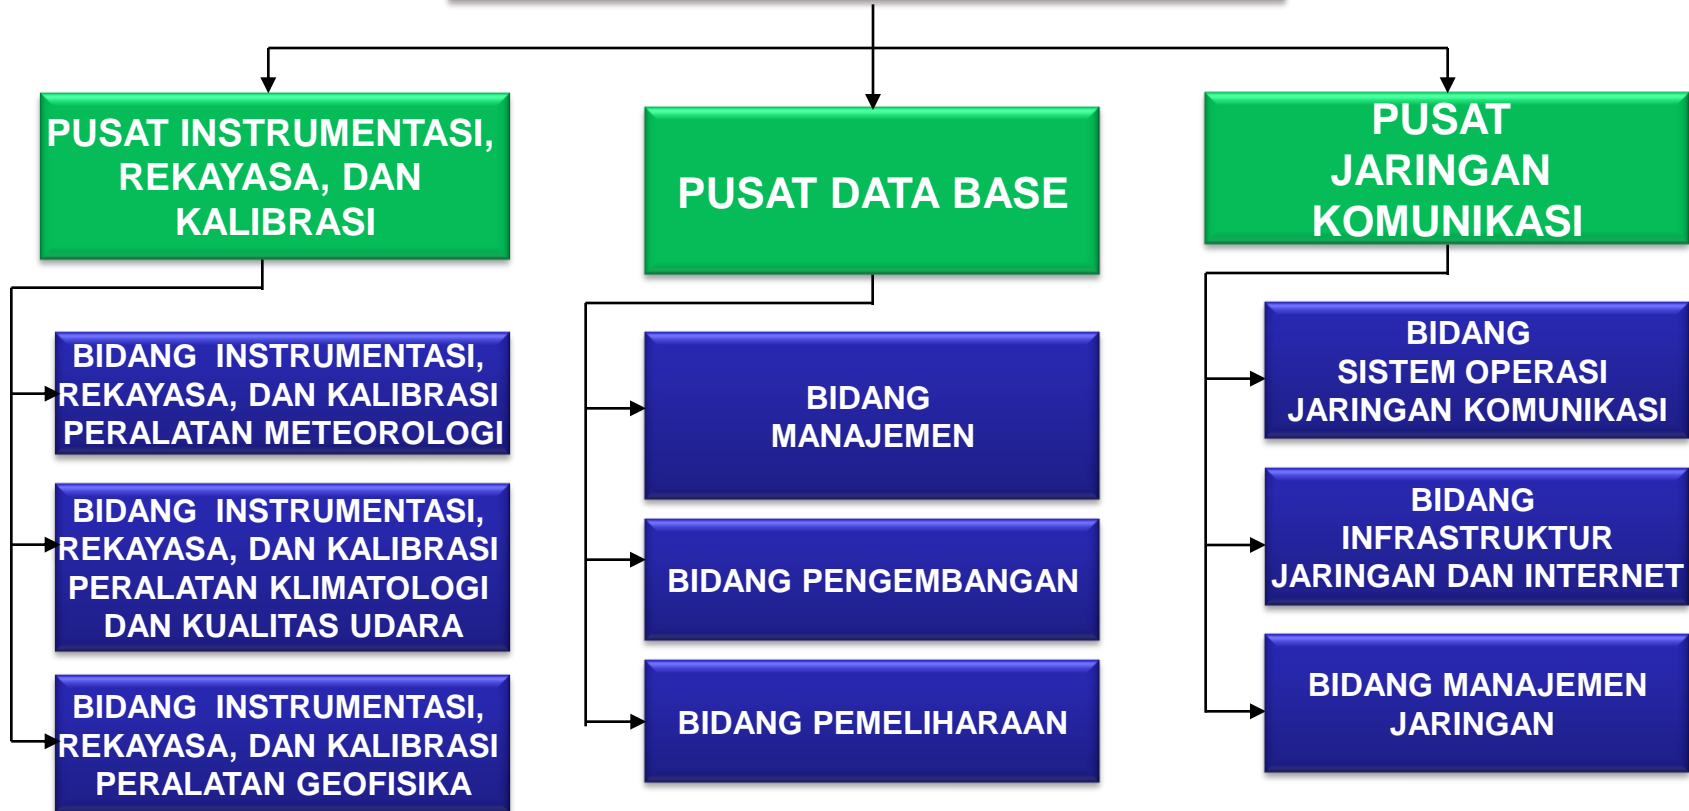 PUSAT INSTRUMENTASI,
REKAYASA, DAN
KALIBRASI
BIDANG  INSTRUMENTASI,
REKAYASA, DAN KALIBRASI
PERALATAN METEOROLOGI
BIDANG  INSTRUMENTASI,
REKAYASA, DAN KALIBRASI
PERALATAN KLIMATOLOGI
DAN KUALITAS UDARA
BIDANG  INSTRUMENTASI,
REKAYASA, DAN KALIBRASI
PERALATAN GEOFISIKA
PUSAT DATA BASE
BIDANG
MANAJEMEN
BIDANG PENGEMBANGAN
BIDANG PEMELIHARAAN
PUSAT
JARINGAN
KOMUNIKASI
BIDANG
SISTEM OPERASI
JARINGAN KOMUNIKASI
BIDANG
INFRASTRUKTUR
JARINGAN DAN INTERNET
BIDANG MANAJEMEN
JARINGAN